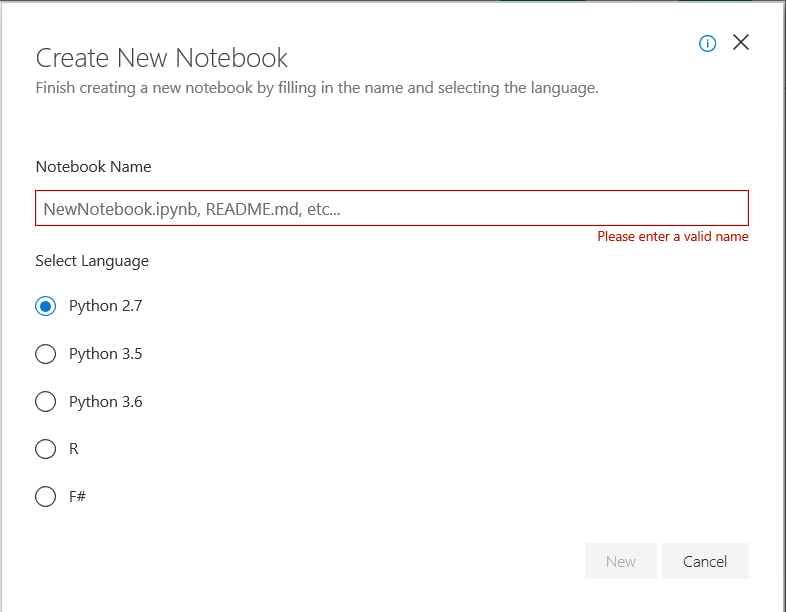 Create New Notebook
Finish creating a new notebook by filling in the name and selecting the language.
Notebook Name
NewNotebook.ipynb, README.md, etc...
Please enter a valid name
Select Language
Python 2.7
Python 3.5
Python 3.6
R
F#
New Cancel